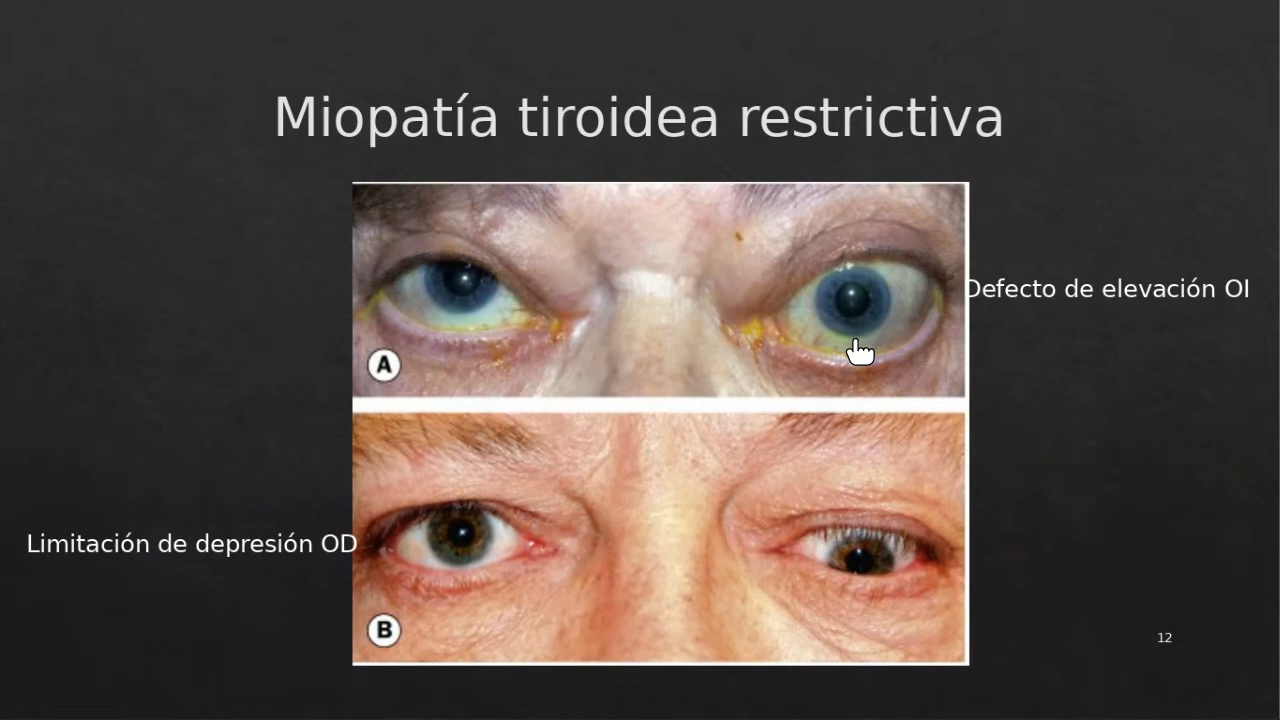 Miopatía tiroidea restrictiva
Defecto de elevación OI
A
Limitación de depresión OD
B
12